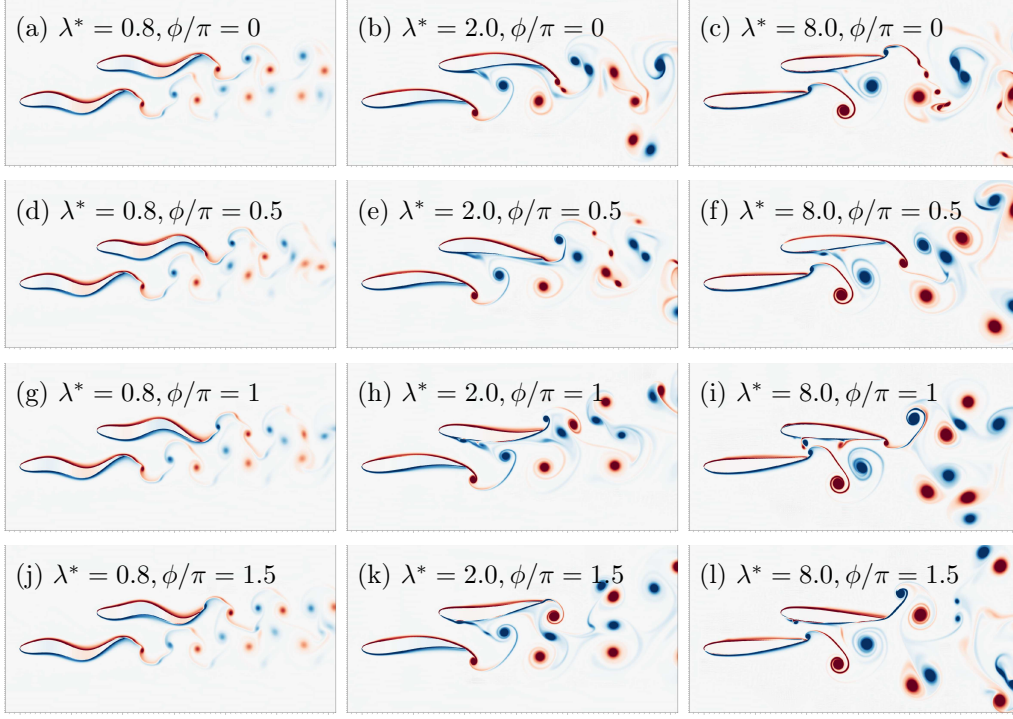 (a) λ* = 0.8, ϕ/π = 0
(b) λ* = 2.0, ϕ/π = 0
(c) λ* = 8.0, ϕ/π = 0
(d) λ* = 0.8, ϕ/π = 0.5
(e) λ* = 2.0, ϕ/π = 0.5
(f) λ* = 8.0, ϕ/π = 0.5
(g) λ* = 0.8, ϕ/π = 1
(h) λ* = 2.0, ϕ/π = 1
(i) λ* = 8.0, ϕ/π = 1
(j) λ* = 0.8, ϕ/π = 1.5
(k) λ* = 2.0, ϕ/π = 1.5
(l) λ* = 8.0, ϕ/π = 1.5